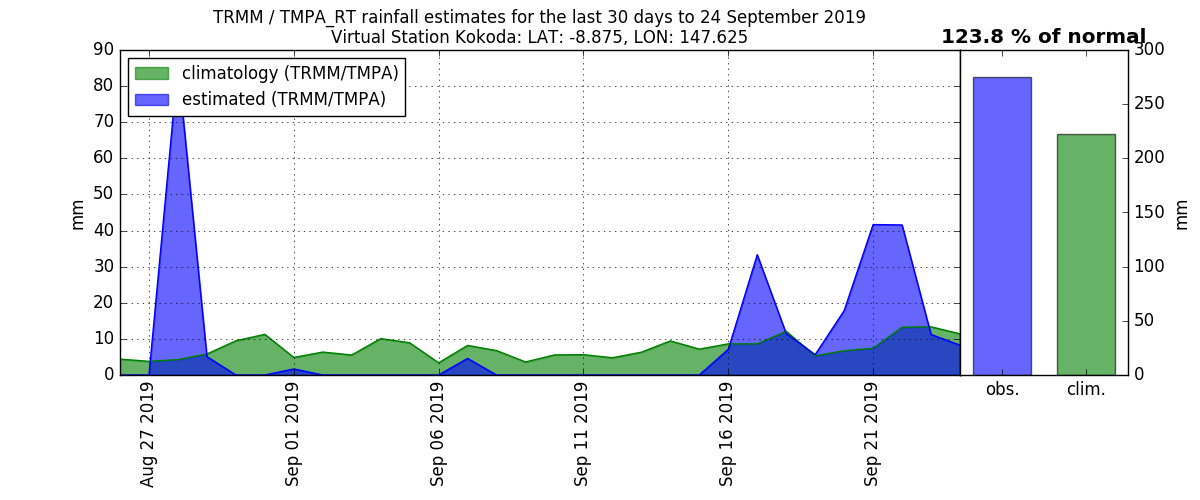 TRMM / TMPA_RT rainfall estimates for the last 30 days to 24 September 2019
Virtual Station Kokoda: LAT: -8.875, LON: 147.625
123.8 % of normal
climatology (TRMM/TMPA)
estimated (TRMM/TMPA)
90
80
70
60
50
40
30
20
10
0
mm
Aug 27 2019
Sep 01 2019
Sep 06 2019
Sep 11 2019
Sep 16 2019
Sep 21 2019
300
250
200
150
100
50
0
mm
obs.
clim.